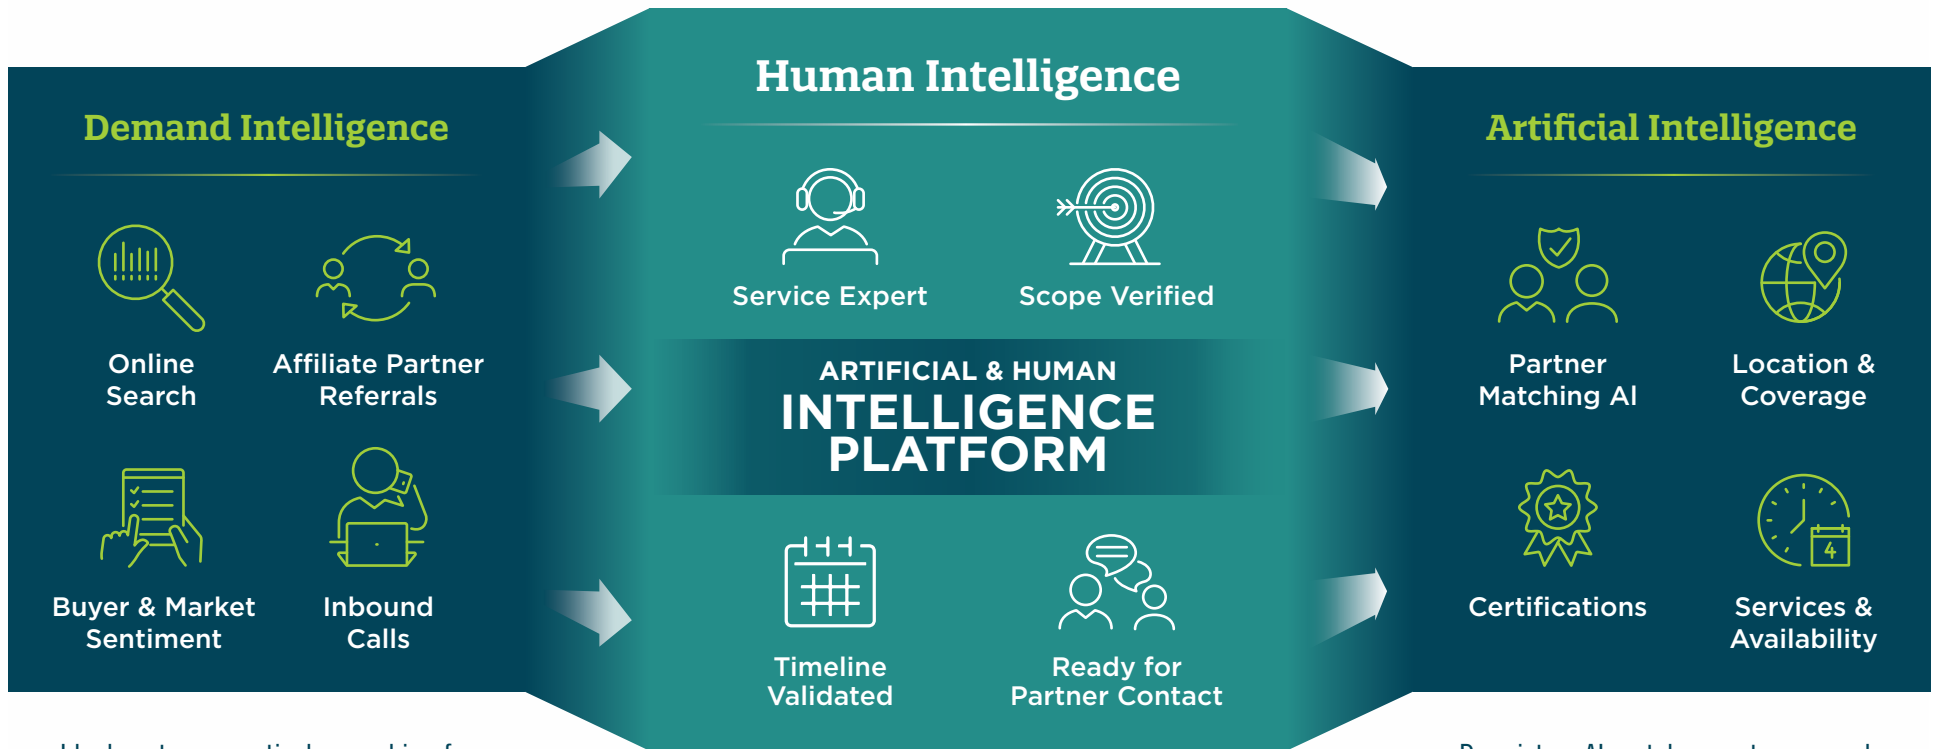 Demand Intelligence
Online
Search
Affiliate Partner
Referrals
Buyer & Market
Sentiment
Inbound
Calls
Human Intelligence
Service Expert
Scope Verified
ARTIFICIAL & HUMAN
INTELLIGENCE
PLATFORM
Timeline
Validated
Ready for
Partner Contact
Artificial Intelligence
Partner
Matching AI
Location &
Coverage
Certifications
4
Services &
Availability